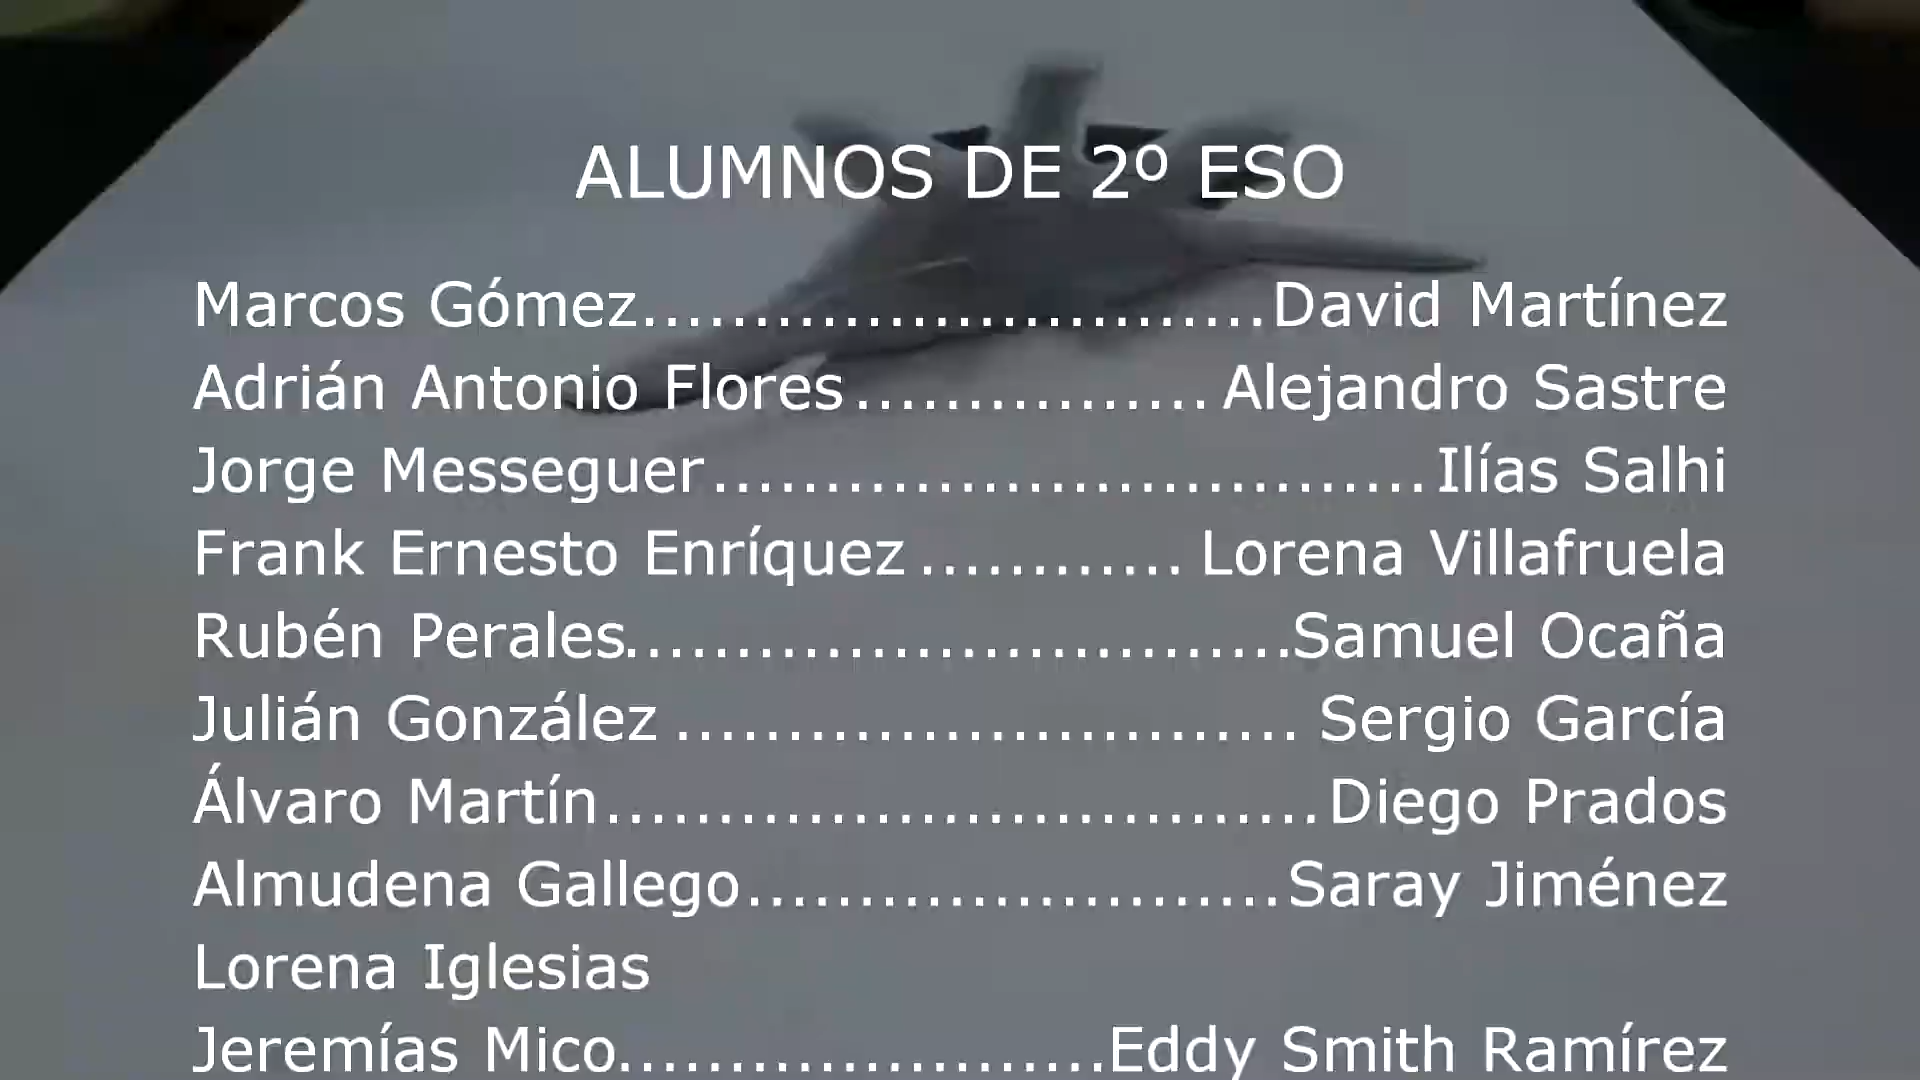 ALUMNOS DE 2º ESO
Marcos Gómez............................David Martínez
Adrián Antonio Flores................Alejandro Sastre
Jorge Messeguer................................Ilías Salhi
Frank Ernesto Enríquez............Lorena Villafruela
Rubén Perales..............................Samuel Ocaña
Julián González............................Sergio García
Álvaro Martín................................Diego Prados
Almudena Gallego........................Saray Jiménez
Lorena Iglesias
Jeremías Mico......................Eddy Smith Ramírez